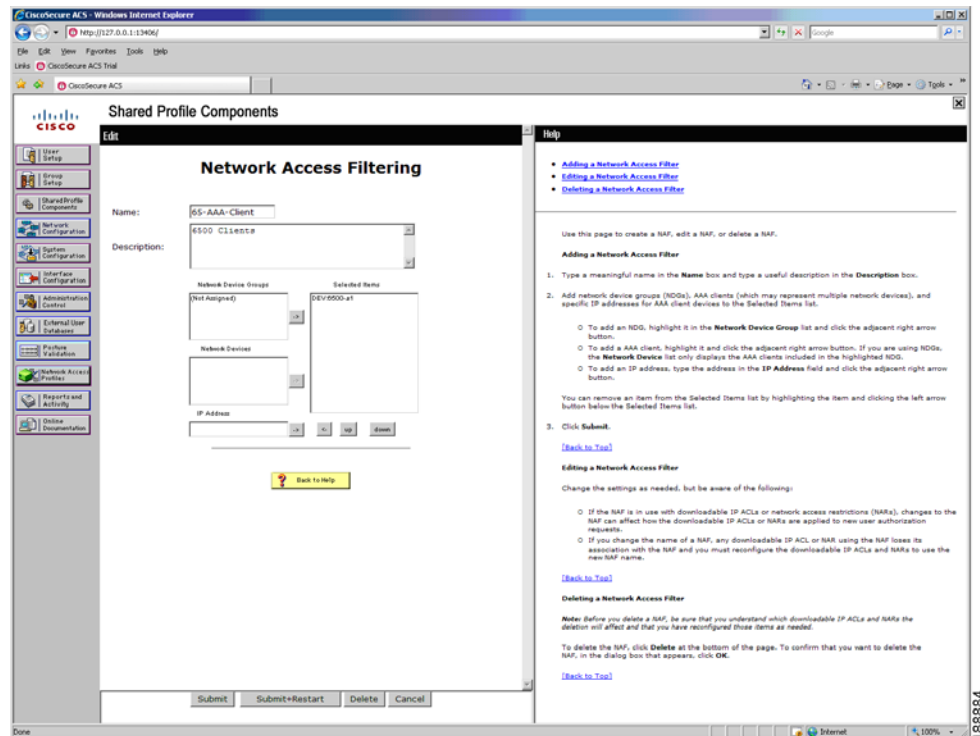 CiscoSecure ACS - Windows Internet Explorer
http://127.0.0.1:13406/
Google
File Edit View Favorites Tools Help
Links CiscoSecure ACS Trial
CiscoSecure ACS
Page Tools
CISCO
Shared Profile Components
Edit
User Setup
Group Setup
Shared Profile Components
Network Configuration
System Configuration
Interface Configuration
Administration Control
External User Databases
Posture Validation
Network Access Profiles
Reports and Activity
Online Documentation
Network Access Filtering
Name: 65-AAA-Client
Description: 6500 Clients
Network Device Groups Selected Items
(Not Assigned) DEV:6500-a1
->
Network Devices
->
IP Address
-> <- up down
? Back to Help
Submit Submit+Restart Delete Cancel
Help
Adding a Network Access Filter
Editing a Network Access Filter
Deleting a Network Access Filter
Use this page to create a NAF, edit a NAF, or delete a NAF.
Adding a Network Access Filter
1. Type a meaningful name in the Name box and type a useful description in the Description box.
2. Add network device groups (NDGs), AAA clients (which may represent multiple network devices), and
specific IP addresses for AAA client devices to the Selected Items list.
To add an NDG, highlight it in the Network Device Group list and click the adjacent right arrow
button.
To add a AAA client, highlight it and click the adjacent right arrow button. If you are using NDGs,
the Network Device list only displays the AAA clients included in the highlighted NDG.
To add an IP address, type the address in the IP Address field and click the adjacent right arrow
button.
You can remove an item from the Selected Items list by highlighting the item and clicking the left arrow
button below the Selected Items list.
3. Click Submit.
[Back to Top]
Editing a Network Access Filter
Change the settings as needed, but be aware of the following:
If the NAF is in use with downloadable IP ACLs or network access restrictions (NARs), changes to the
NAF can affect how the downloadable IP ACLs or NARs are applied to new user authorization
requests.
If you change the name of a NAF, any downloadable IP ACL or NAR using the NAF loses its
association with the NAF and you must reconfigure the downloadable IP ACLs and NARs to use the
new NAF name.
[Back to Top]
Deleting a Network Access Filter
Note: Before you delete a NAF, be sure that you understand which downloadable IP ACLs and NARs the
deletion will affect and that you have reconfigured those items as needed.
To delete the NAF, click Delete at the bottom of the page. To confirm that you want to delete the
NAF, in the dialog box that appears, click OK.
[Back to Top]
Done
Internet
100%